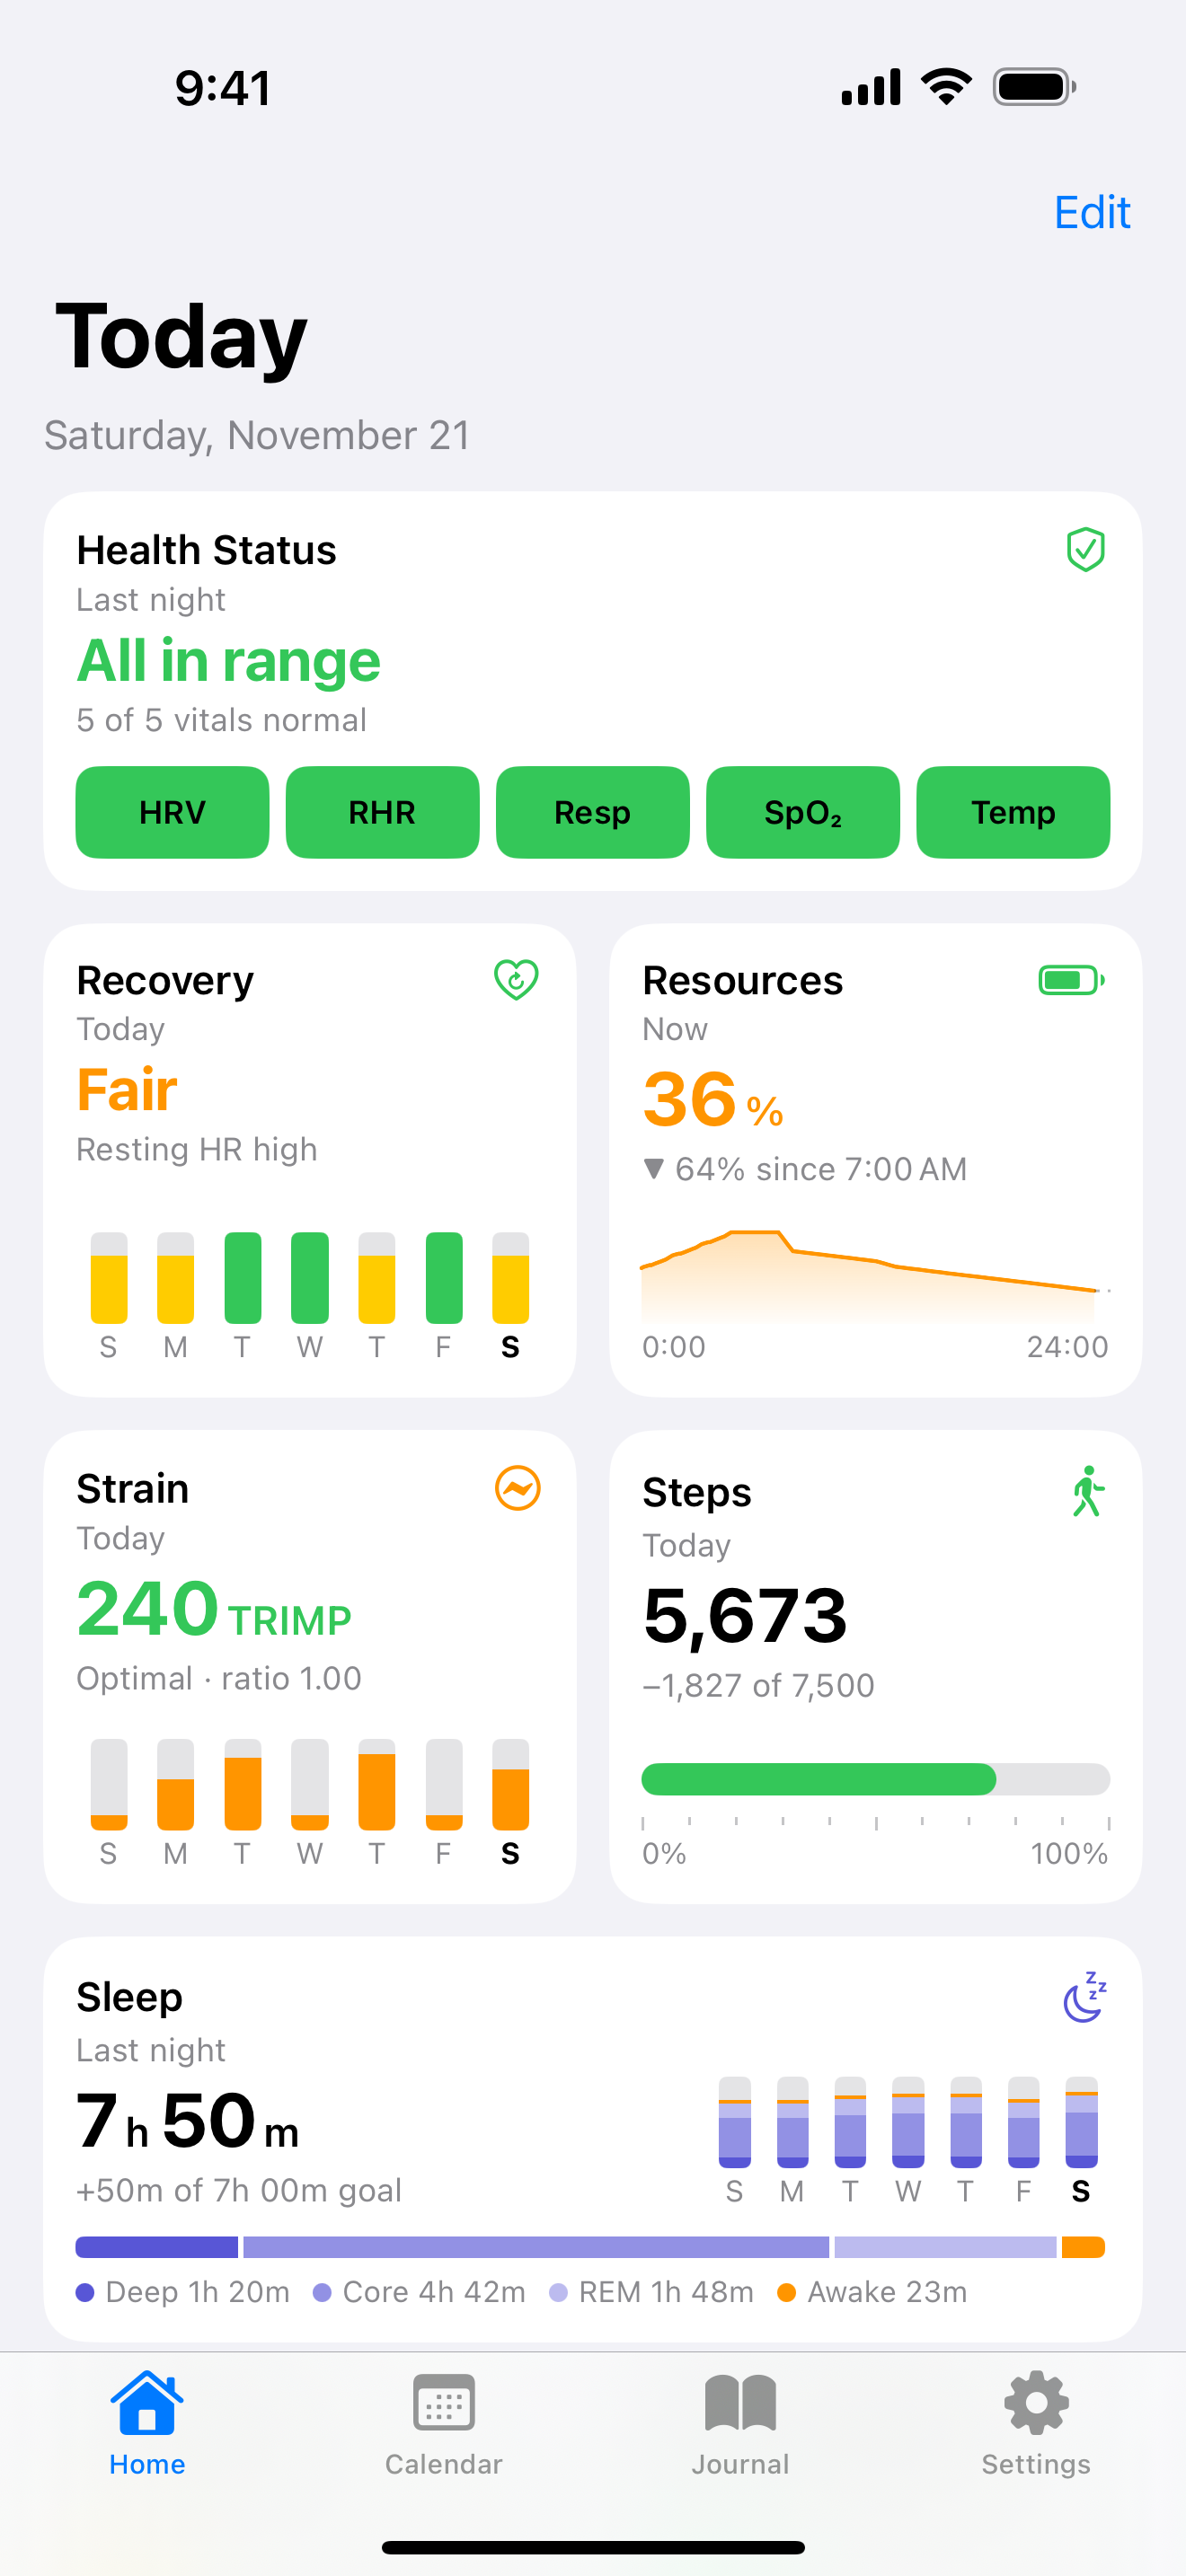 9:41
Edit
Today
Saturday, November 21
Health Status
Last night
All in range
5 of 5 vitals normal
HRV RHR Resp SpO₂ Temp
Recovery
Today
Fair
Resting HR high
S M T W T F S
Resources
Now
36 %
▼ 64% since 7:00 AM
0:00 24:00
Strain
Today
240 TRIMP
Optimal · ratio 1.00
S M T W T F S
Steps
Today
5,673
−1,827 of 7,500
0% 100%
Sleep
Last night
7 h 50 m
+50m of 7h 00m goal
S M T W T F S
Deep 1h 20m Core 4h 42m REM 1h 48m Awake 23m
Home Calendar Journal Settings